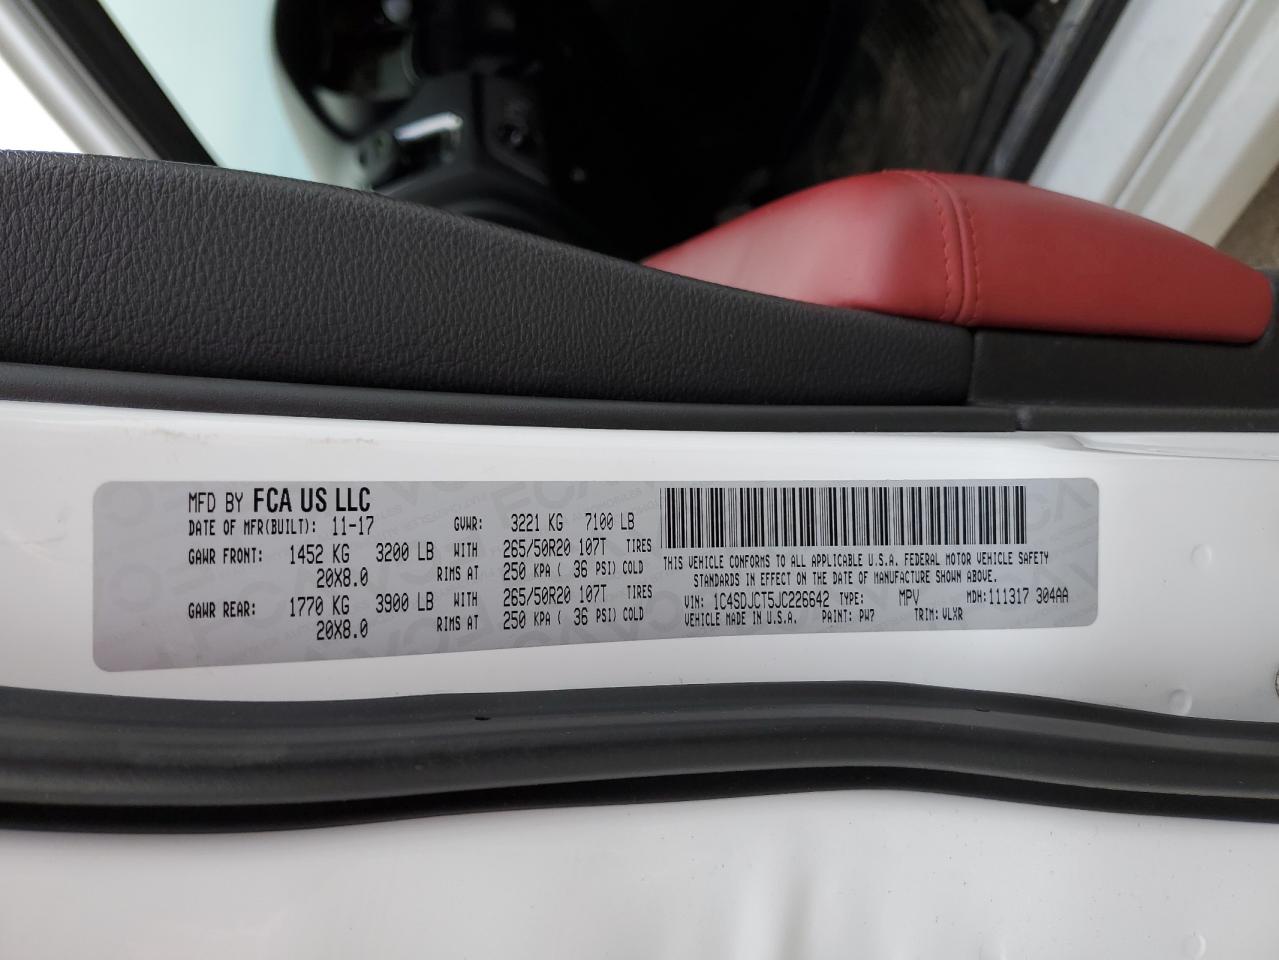 MFD BY FCA US LLC
DATE OF MFR(BUILT): 11-17 GVWR: 3221 KG 7100 LB
GAWR FRONT: 1452 KG 3200 LB WITH 265/50R20 107T TIRES
20X8.0 RIMS AT 250 KPA ( 36 PSI) COLD
GAWR REAR: 1770 KG 3900 LB WITH 265/50R20 107T TIRES
20X8.0 RIMS AT 250 KPA ( 36 PSI) COLD
THIS VEHICLE CONFORMS TO ALL APPLICABLE U.S.A. FEDERAL MOTOR VEHICLE SAFETY
STANDARDS IN EFFECT ON THE DATE OF MANUFACTURE SHOWN ABOVE.
VIN: 1C4SDJCT5JC226642 TYPE: MPV MDH:111317 304AA
VEHICLE MADE IN U.S.A. PAINT: PW7 TRIM: VLXR